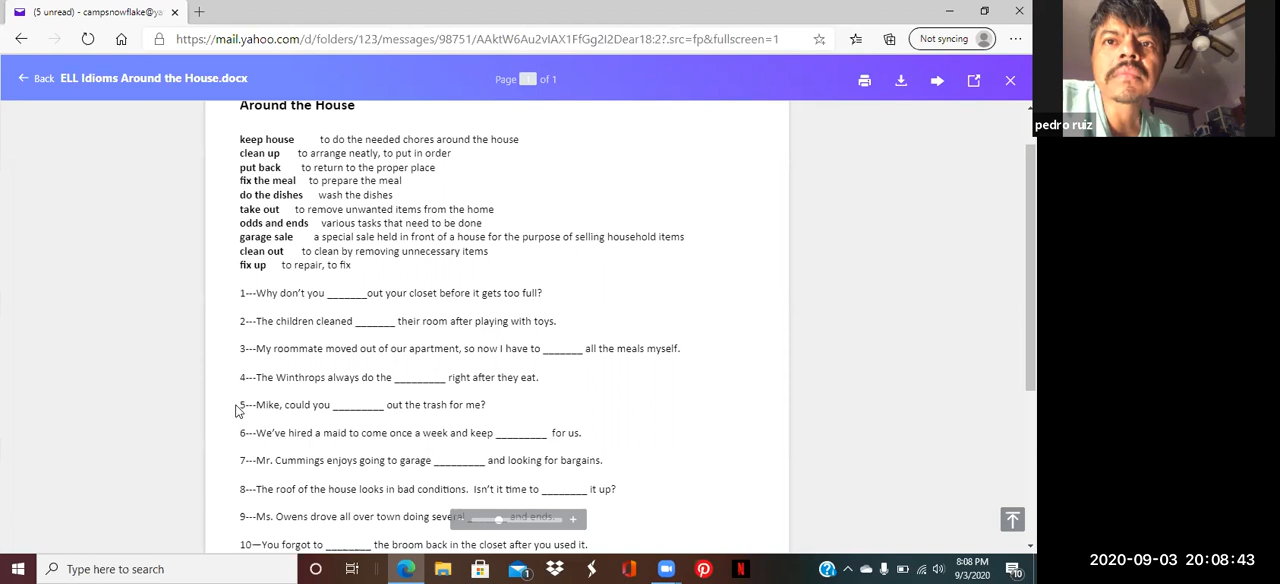 (5 unread) - campsnowflake@ya
https://mail.yahoo.com/d/folders/123/messages/98751/AAktW6Au2vIAX1FfGg2I2Dear18:2?.src=fp&fullscreen=1
Not syncing
Back ELL Idioms Around the House.docx
Page 1 of 1
pedro ruiz
Around the House
keep house to do the needed chores around the house
clean up to arrange neatly, to put in order
put back to return to the proper place
fix the meal to prepare the meal
do the dishes wash the dishes
take out to remove unwanted items from the home
odds and ends various tasks that need to be done
garage sale a special sale held in front of a house for the purpose of selling household items
clean out to clean by removing unnecessary items
fix up to repair, to fix
1---Why don't you _______out your closet before it gets too full?
2---The children cleaned _______ their room after playing with toys.
3---My roommate moved out of our apartment, so now I have to _______ all the meals myself.
4---The Winthrops always do the _________ right after they eat.
5---Mike, could you _________ out the trash for me?
6---We've hired a maid to come once a week and keep _________ for us.
7---Mr. Cummings enjoys going to garage _________ and looking for bargains.
8---The roof of the house looks in bad conditions. Isn't it time to ________ it up?
9---Ms. Owens drove all over town doing several ________ and ends.
10—You forgot to ________ the broom back in the closet after you used it.
Type here to search
1
8:08 PM
9/3/2020
10
2020-09-03 20:08:43